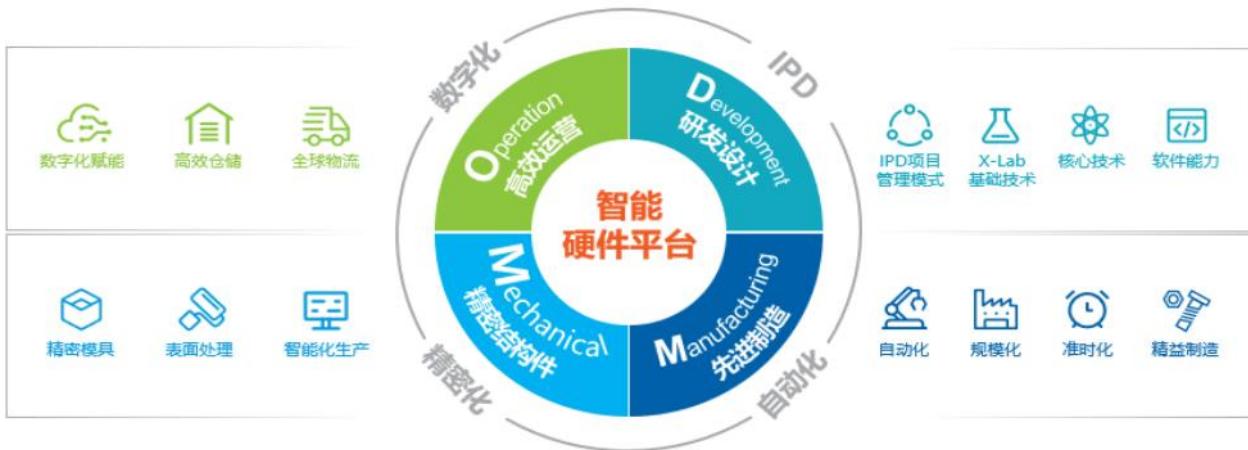 数字化
IPD
Operation
高效运营
Development
研发设计
数字化赋能
高效仓储
全球物流
IPD项目
管理模式
X-Lab
基础技术
核心技术
软件能力
智能
硬件平台
Mechanical
精密结构件
Manufacturing
先进制造
精密模具
表面处理
智能化生产
自动化
规模化
准时化
精益制造
精密化
自动化